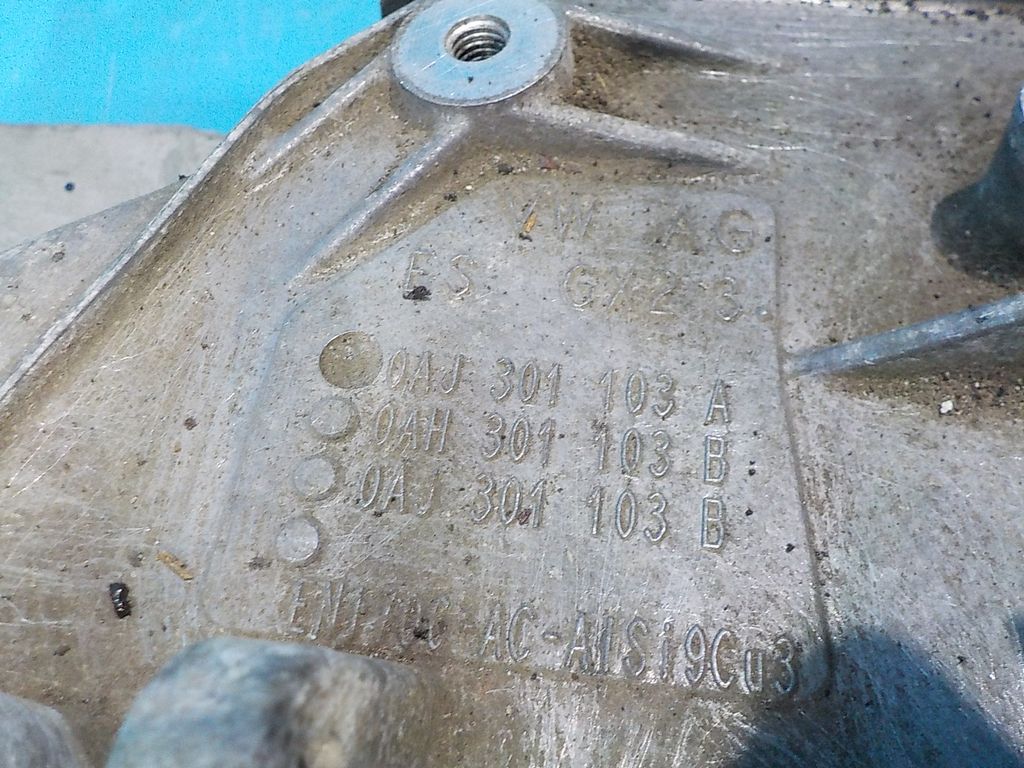 VW AG
ES GX23
0AJ 301 103 A
0AH 301 103 B
0AJ 301 103 B
AC-AlSi9Cu3